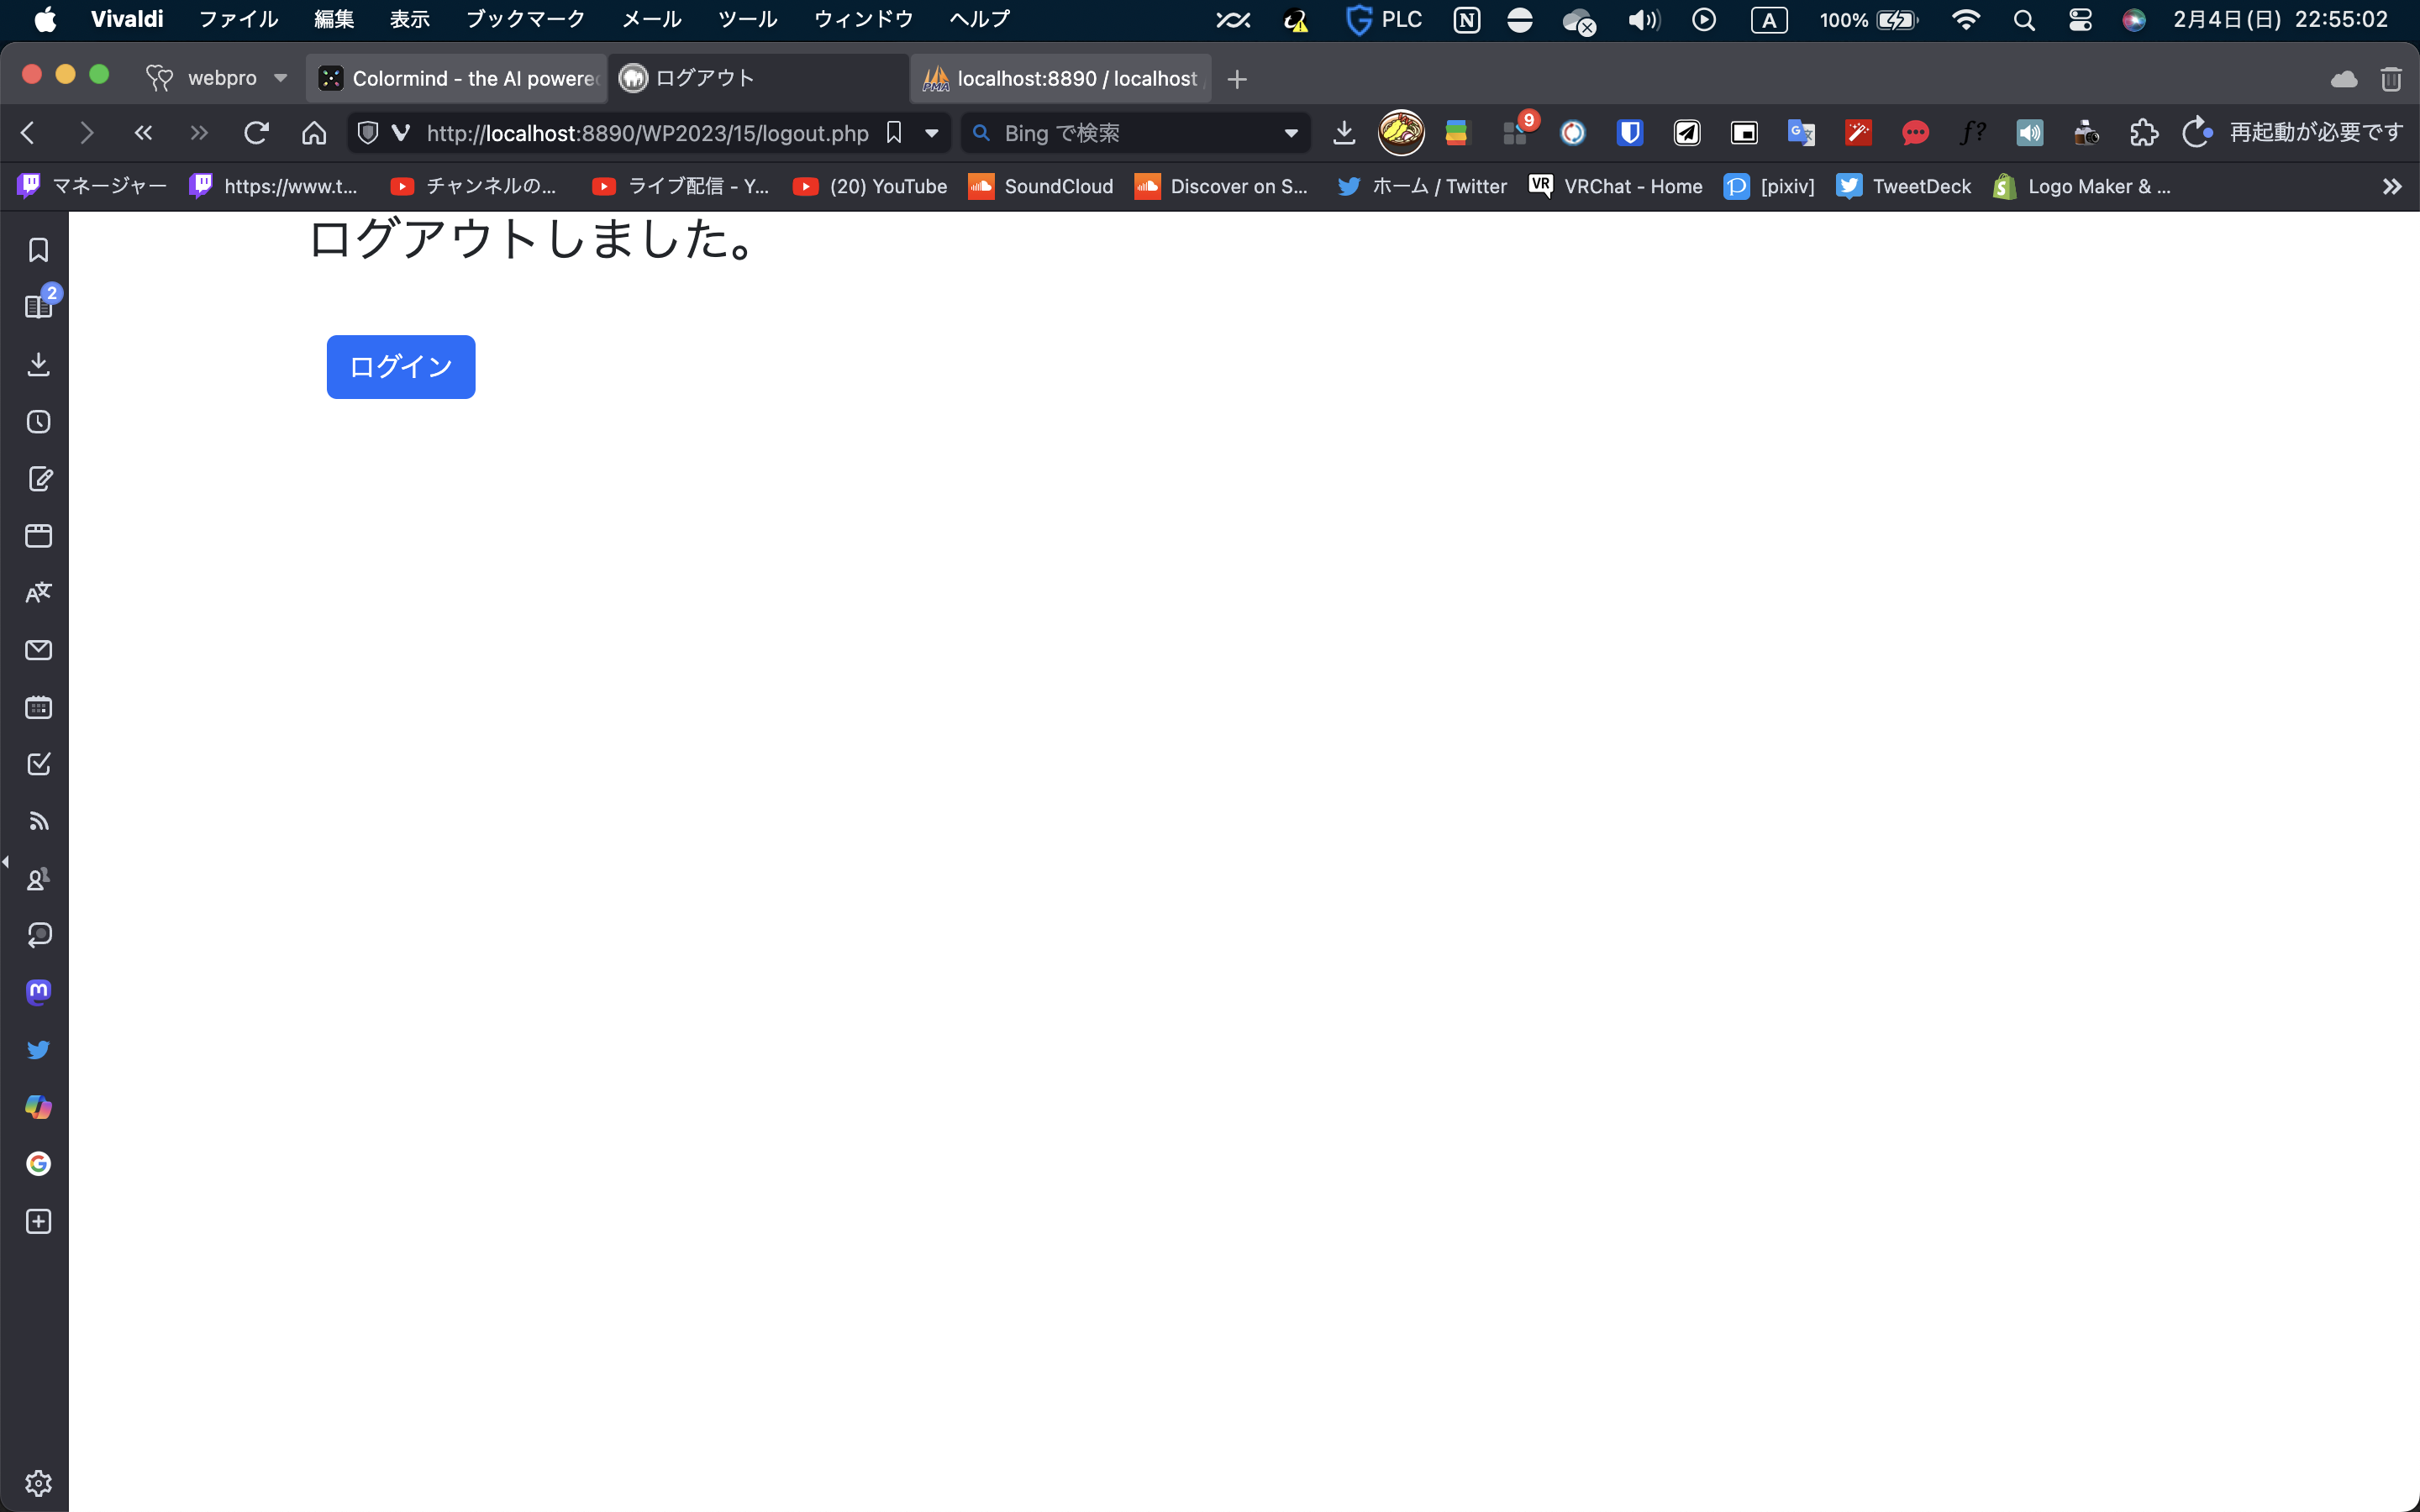 Vivaldi ファイル 編集 表示 ブックマーク メール ツール ウィンドウ ヘルプ PLC A 100% 2月4日(日) 22:55:02
webpro Colormind - the AI powere ログアウト localhost:8890 / localhost
http://localhost:8890/WP2023/15/logout.php Bing で検索 9 再起動が必要です
マネージャー https://www.t... チャンネルの... ライブ配信 - Y... (20) YouTube SoundCloud Discover on S... ホーム / Twitter VRChat - Home [pixiv] TweetDeck Logo Maker & ...
ログアウトしました。
2
ログイン